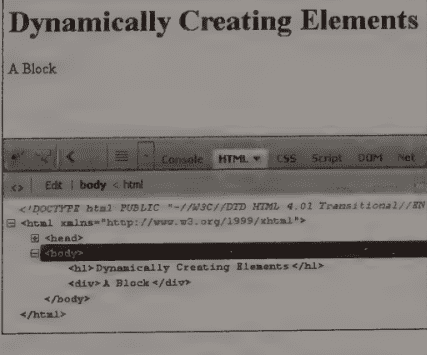 Dynamically Creating Elements
A Block
Console HTML CSS Script DOM Net
<> Edit | body < html
<!DOCTYPE html PUBLIC "-//W3C//DTD HTML 4.01 Transitional//EN
<html xmlns="http://www.w3.org/1999/xhtml">
<head>
<body>
<h1>Dynamically Creating Elements</h1>
<div>A Block</div>
</body>
</html>